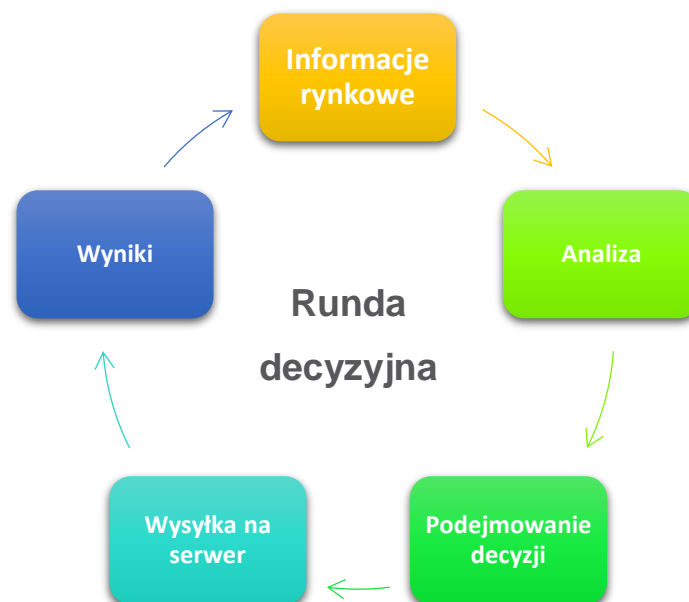 Informacje
rynkowe
Analiza
Podejmowanie
decyzji
Wysyłka na
serwer
Wyniki
Runda
decyzyjna